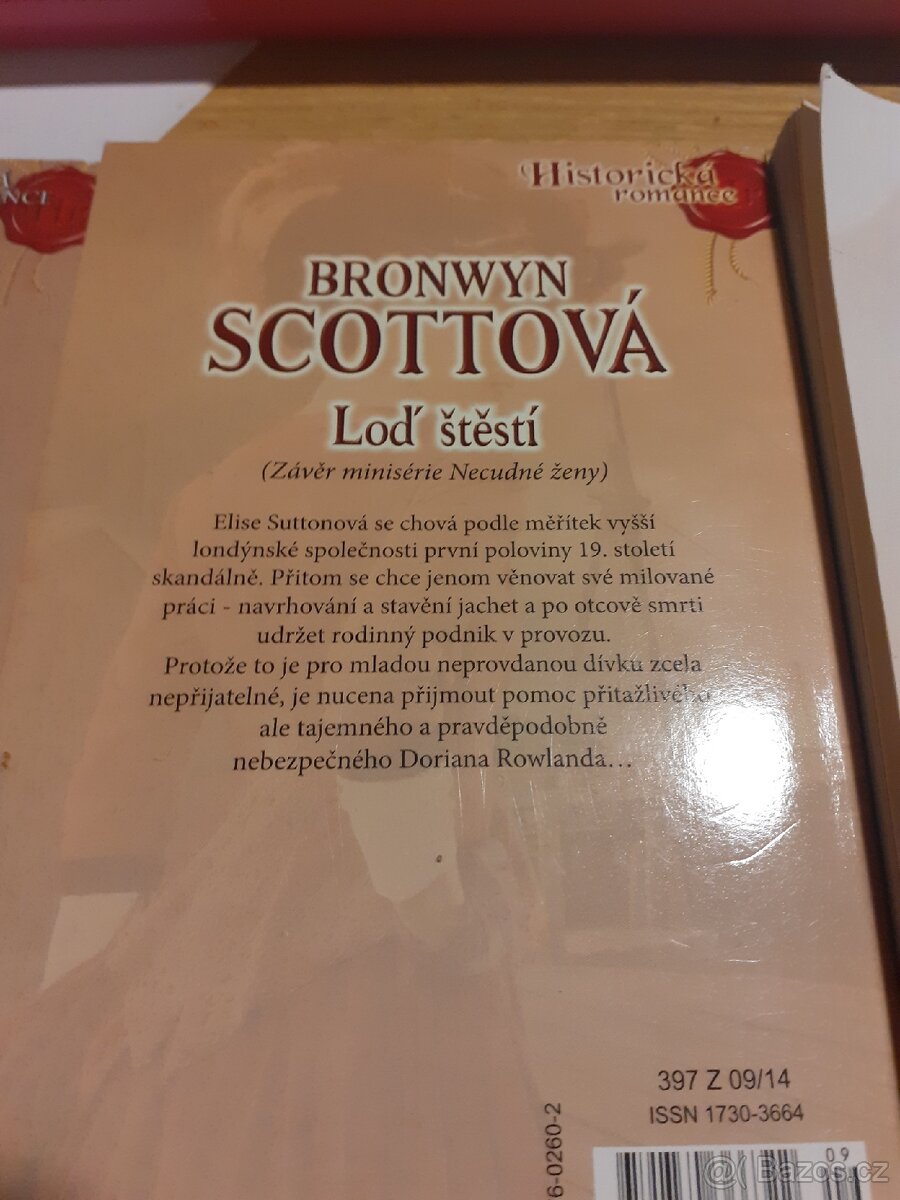 Historická
romance
BRONWYN
SCOTTOVÁ
Loď štěstí
(Závěr minisérie Necudné ženy)
Elise Suttonová se chová podle měřítek vyšší
londýnské společnosti první poloviny 19. století
skandálně. Přitom se chce jenom věnovat své milované
práci - navrhování a stavění jachet a po otcově smrti
udržet rodinný podnik v provozu.
Protože to je pro mladou neprovdanou dívku zcela
nepřijatelné, je nucena přijmout pomoc přitažlivého
ale tajemného a pravděpodobně
nebezpečného Doriana Rowlanda...
397 Z 09/14
ISSN 1730-3664
6-0260-2
09
@ Bazos.cz